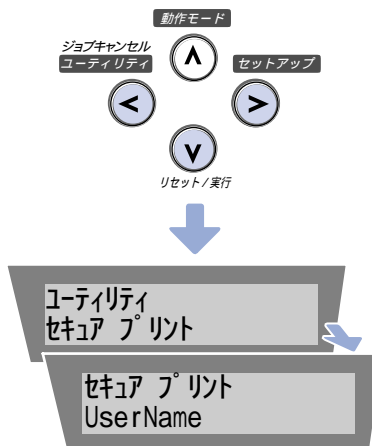 動作モード
ジョブキャンセル
ユーティリティ
セットアップ
リセット/実行
ユーティリティ
セキュア プリント
セキュア プリント
UserName